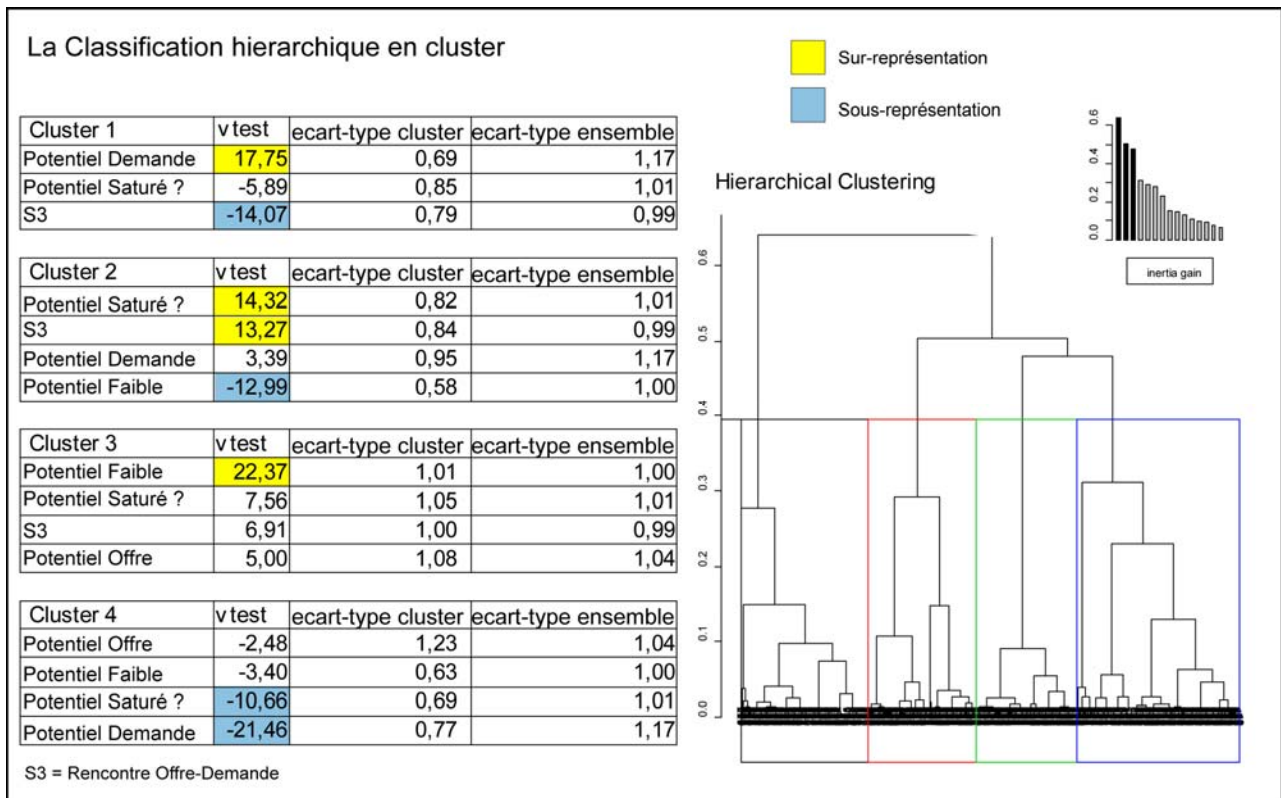 La Classification hierarchique en cluster
Sur-représentation
Sous-représentation
Cluster 1 v test ecart-type cluster ecart-type ensemble
Potentiel Demande 17,75 0,69 1,17
Potentiel Saturé ? -5,89 0,85 1,01
S3 -14,07 0,79 0,99
Cluster 2 v test ecart-type cluster ecart-type ensemble
Potentiel Saturé ? 14,32 0,82 1,01
S3 13,27 0,84 0,99
Potentiel Demande 3,39 0,95 1,17
Potentiel Faible -12,99 0,58 1,00
Cluster 3 v test ecart-type cluster ecart-type ensemble
Potentiel Faible 22,37 1,01 1,00
Potentiel Saturé ? 7,56 1,05 1,01
S3 6,91 1,00 0,99
Potentiel Offre 5,00 1,08 1,04
Cluster 4 v test ecart-type cluster ecart-type ensemble
Potentiel Offre -2,48 1,23 1,04
Potentiel Faible -3,40 0,63 1,00
Potentiel Saturé ? -10,66 0,69 1,01
Potentiel Demande -21,46 0,77 1,17
S3 = Rencontre Offre-Demande
Hierarchical Clustering
0.6
0.4
0.2
0.0
inertia gain
0.6
0.5
0.4
0.3
0.2
0.1
0.0